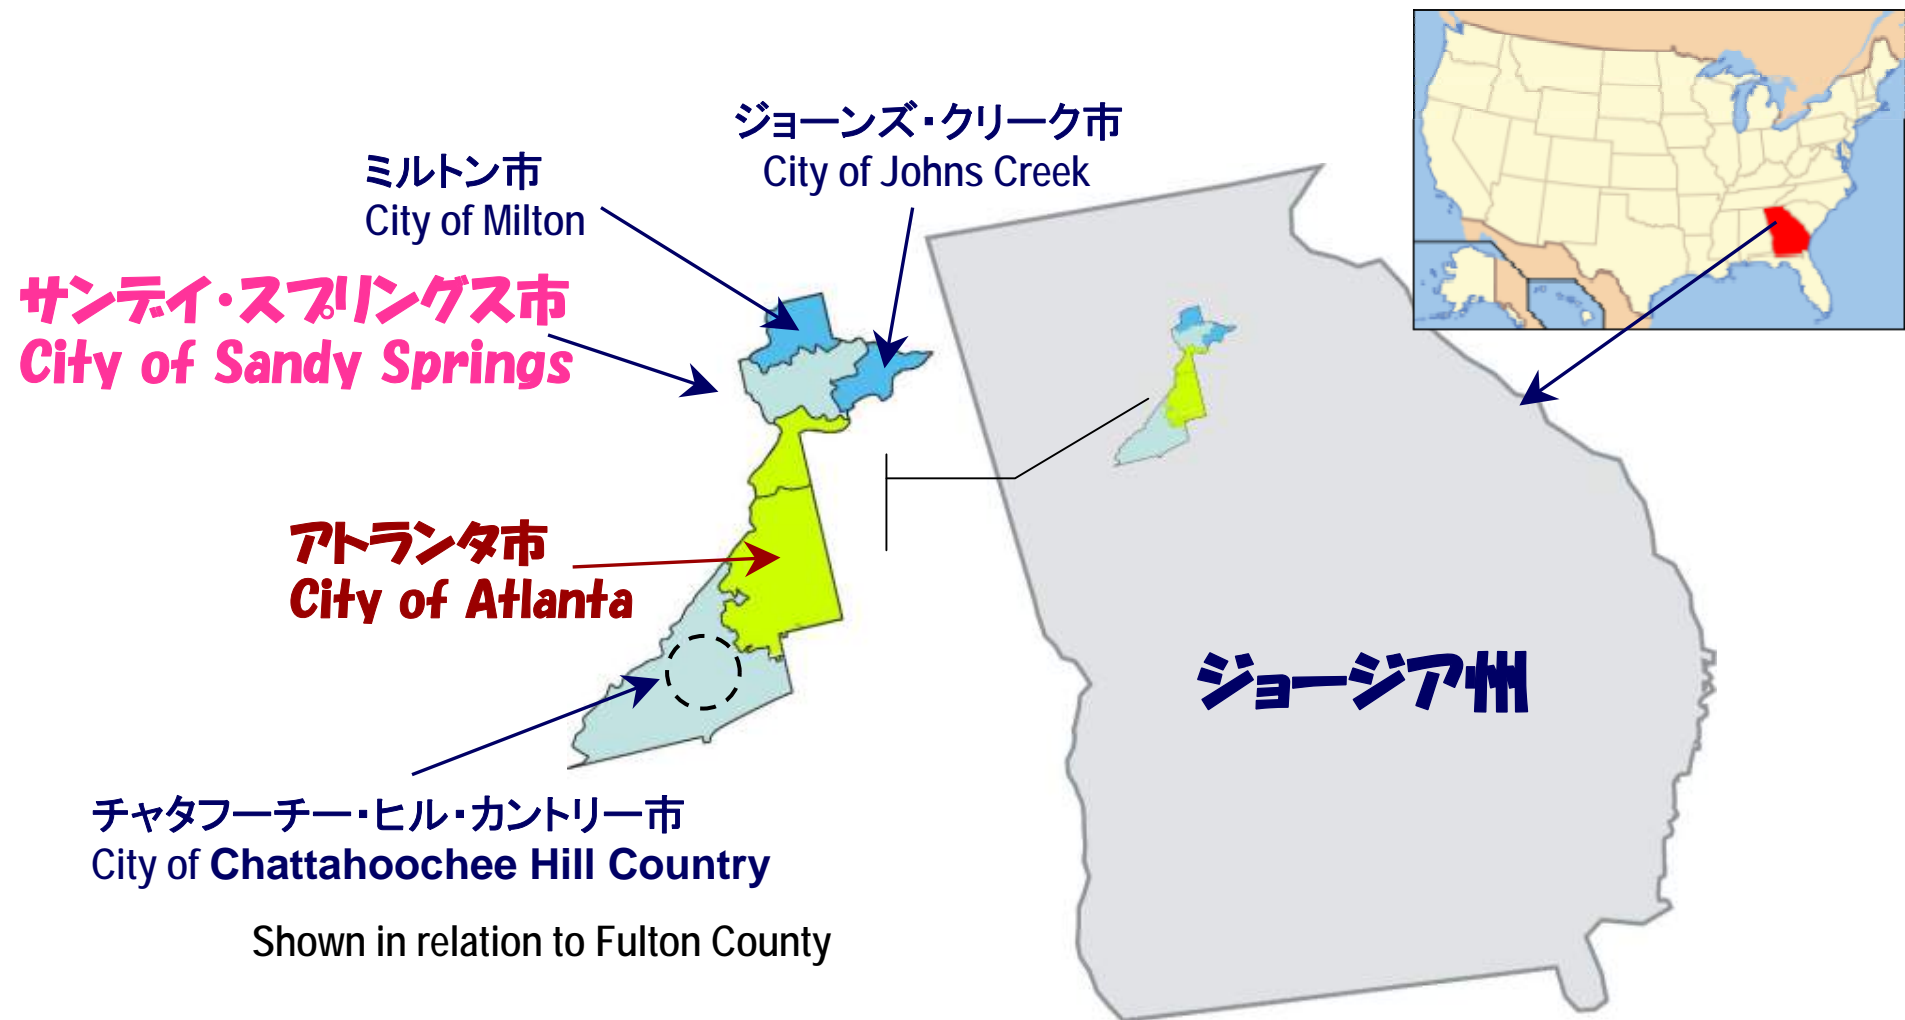 ジョーンズ・クリーク市
City of Johns Creek
ミルトン市
City of Milton
サンデイ・スプリングス市
City of Sandy Springs
アトランタ市
City of Atlanta
ジョージア州
チャタフーチー・ヒル・カントリー市
City of Chattahoochee Hill Country
Shown in relation to Fulton County